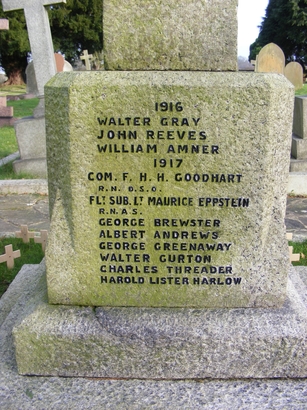 1916
WALTER GRAY
JOHN REEVES
WILLIAM AMNER
1917
COM. F. H. H. GOODHART
R.N. D.S.O.
FLT SUB. LT MAURICE EPPSTEIN
R.N.A.S.
GEORGE BREWSTER
ALBERT ANDREWS
GEORGE GREENAWAY
WALTER GURTON
CHARLES THREADER
HAROLD LISTER HARLOW